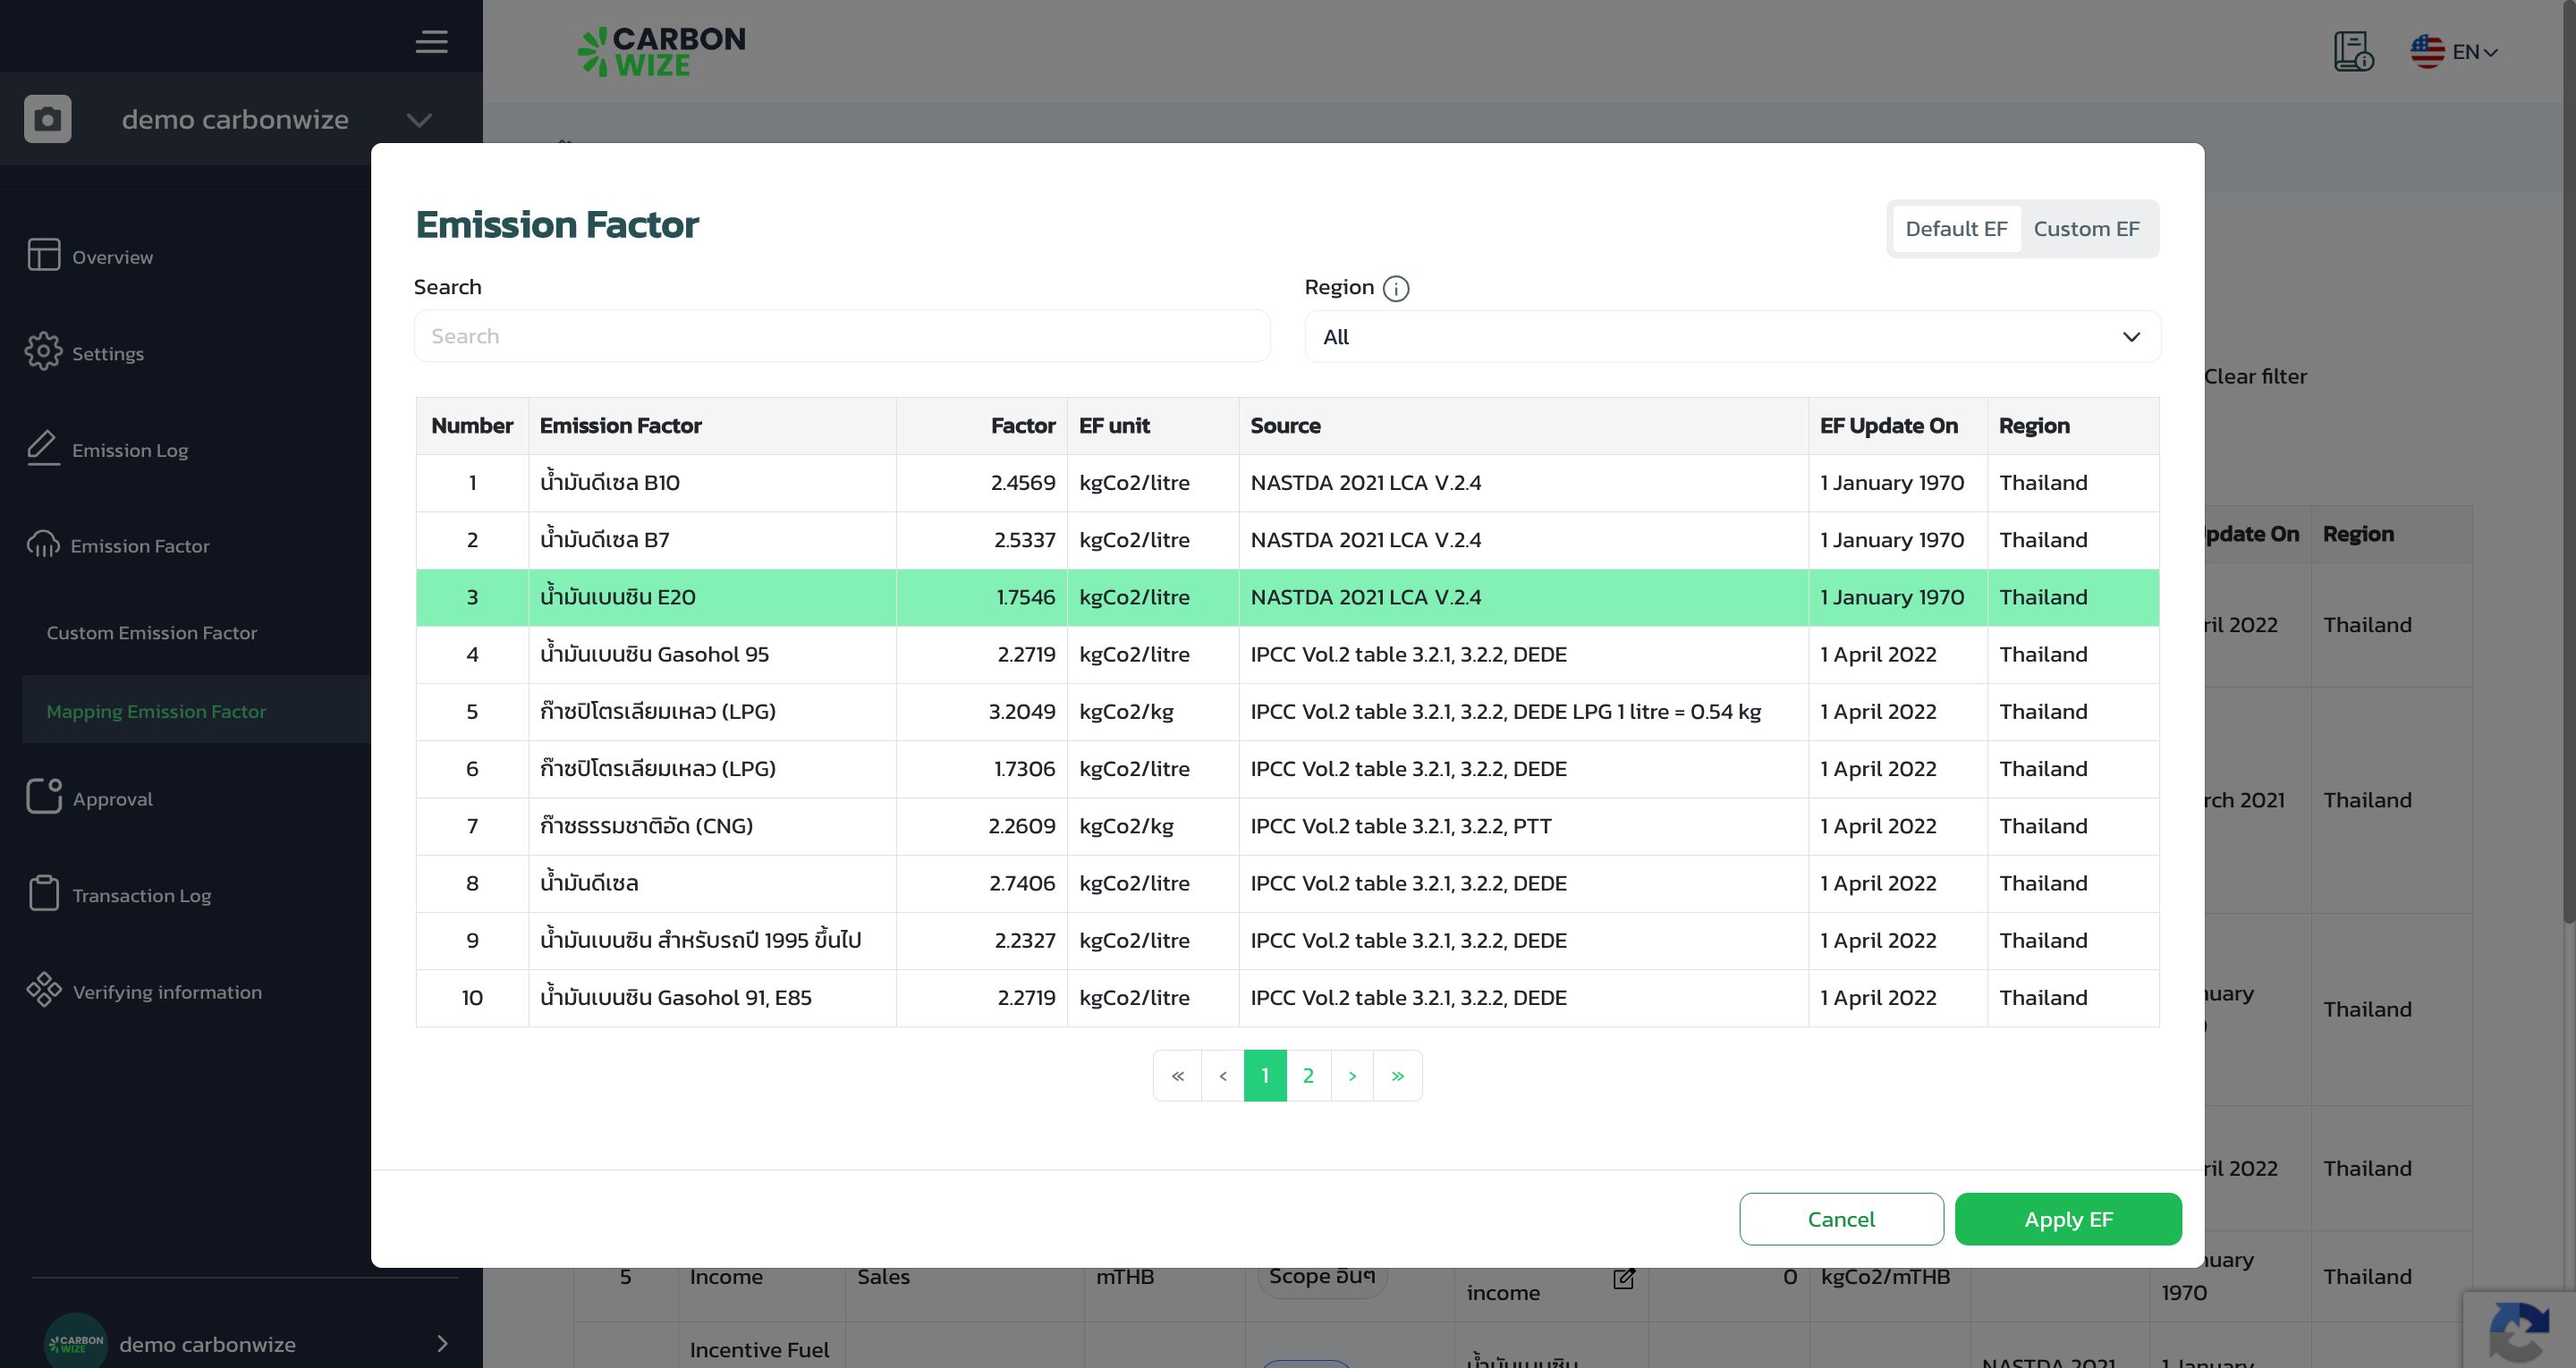 CARBON
WIZE
EN
demo carbonwize
Overview
Settings
Emission Log
Emission Factor
Custom Emission Factor
Mapping Emission Factor
Approval
Transaction Log
Verifying information
CARBON
WIZE
demo carbonwize
Emission Factor
Default EF Custom EF
Search
Region
Search
All
Number Emission Factor Factor EF unit Source EF Update On Region
1 น้ำมันดีเซล B10 2.4569 kgCo2/litre NASTDA 2021 LCA V.2.4 1 January 1970 Thailand
2 น้ำมันดีเซล B7 2.5337 kgCo2/litre NASTDA 2021 LCA V.2.4 1 January 1970 Thailand
3 น้ำมันเบนซิน E20 1.7546 kgCo2/litre NASTDA 2021 LCA V.2.4 1 January 1970 Thailand
4 น้ำมันเบนซิน Gasohol 95 2.2719 kgCo2/litre IPCC Vol.2 table 3.2.1, 3.2.2, DEDE 1 April 2022 Thailand
5 ก๊าซปิโตรเลียมเหลว (LPG) 3.2049 kgCo2/kg IPCC Vol.2 table 3.2.1, 3.2.2, DEDE LPG 1 litre = 0.54 kg 1 April 2022 Thailand
6 ก๊าซปิโตรเลียมเหลว (LPG) 1.7306 kgCo2/litre IPCC Vol.2 table 3.2.1, 3.2.2, DEDE 1 April 2022 Thailand
7 ก๊าซธรรมชาติอัด (CNG) 2.2609 kgCo2/kg IPCC Vol.2 table 3.2.1, 3.2.2, PTT 1 April 2022 Thailand
8 น้ำมันดีเซล 2.7406 kgCo2/litre IPCC Vol.2 table 3.2.1, 3.2.2, DEDE 1 April 2022 Thailand
9 น้ำมันเบนซิน สำหรับรถปี 1995 ขึ้นไป 2.2327 kgCo2/litre IPCC Vol.2 table 3.2.1, 3.2.2, DEDE 1 April 2022 Thailand
10 น้ำมันเบนซิน Gasohol 91, E85 2.2719 kgCo2/litre IPCC Vol.2 table 3.2.1, 3.2.2, DEDE 1 April 2022 Thailand
« ‹ 1 2 › »
Cancel Apply EF
Clear filter
pdate On Region
ril 2022 Thailand
rch 2021 Thailand
nuary
Thailand
ril 2022 Thailand
5 Income Sales mTHB Scope อื่นๆ
income
0 kgCo2/mTHB
nuary
1970
Thailand
Incentive Fuel
น้ำมันเบนซิน
NASTDA 2021
1 January